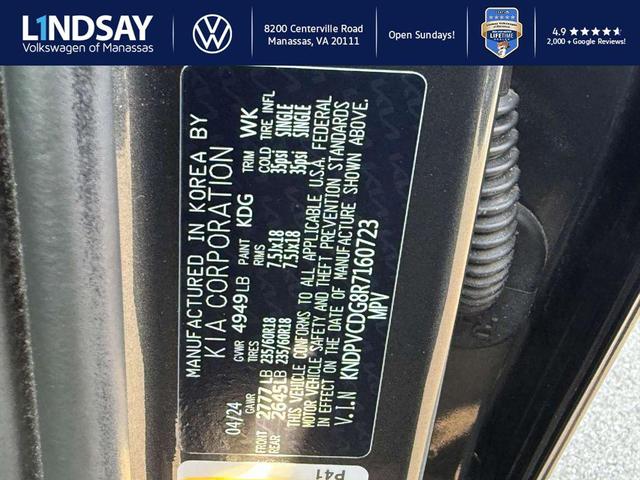 LINDSAY
Volkswagen of Manassas
8200 Centerville Road
Manassas, VA 20111
Open Sundays!
LIFETIME
4.9
2,000 + Google Reviews!
MANUFACTURED IN KOREA BY
KIA CORPORATION
04/24 GVWR 4949LB PAINT KDG TRIM WK
GAWR TIRES RIMS COLD TIRE INFL
FRONT 2777LB 235/60R18 7.5Jx18 35psi SINGLE
REAR 2645LB 235/60R18 7.5Jx18 35psi SINGLE
THIS VEHICLE CONFORMS TO ALL APPLICABLE U.S.A. FEDERAL
MOTOR VEHICLE SAFETY AND THEFT PREVENTION STANDARDS
IN EFFECT ON THE DATE OF MANUFACTURE SHOWN ABOVE.
V.I.N KNDPVCDG8R7160723
MPV
P41